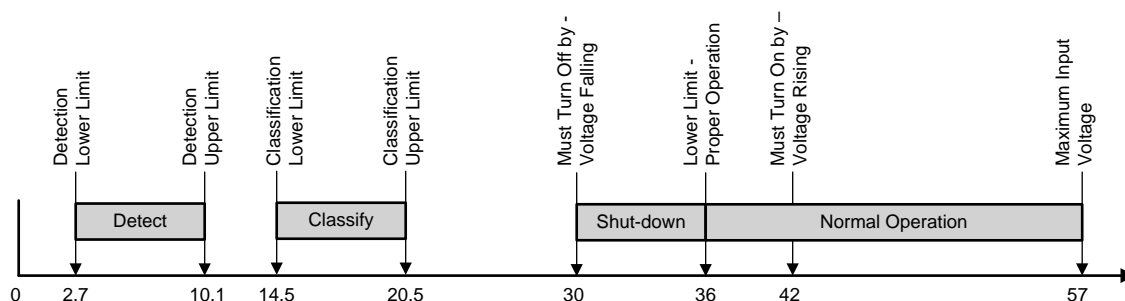 Detection
Lower Limit
Detection
Upper Limit
Classification
Lower Limit
Classification
Upper Limit
Must Turn Off by -
Voltage Falling
Lower Limit -
Proper Operation
Must Turn On by –
Voltage Rising
Maximum Input
Voltage
Detect
Classify
Shut-down
Normal Operation
0
2.7
10.1
14.5
20.5
30
36
42
57